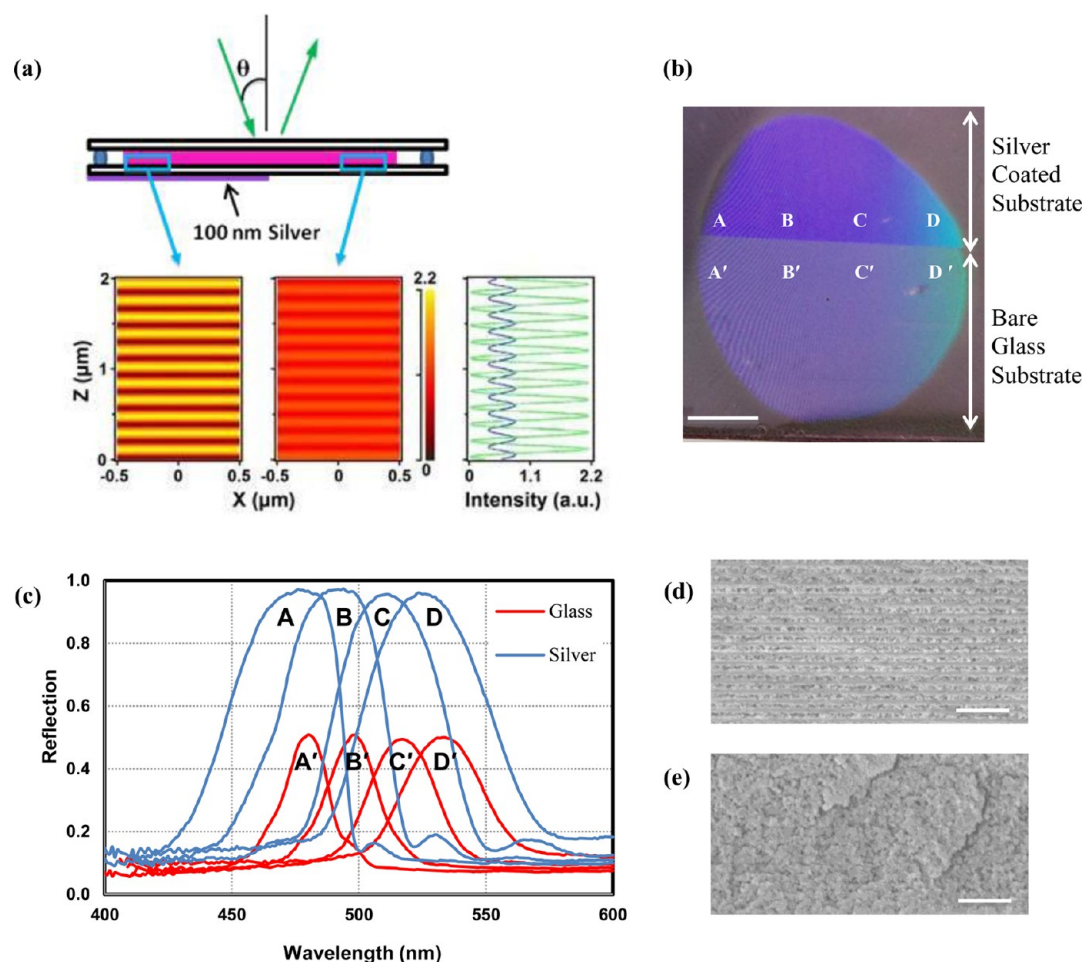 (a)
θ
100 nm Silver
2
1
0
Z (µm)
-0.5
0
0.5
-0.5
0
0.5
X (µm)
2.2
0
0
1.1
2.2
Intensity (a.u.)
(b)
A
B
C
D
A′
B′
C′
D′
Silver
Coated
Substrate
Bare
Glass
Substrate
(c)
1.0
0.8
0.6
0.4
0.2
0.0
Reflection
A
B
C
D
A′
B′
C′
D′
Glass
Silver
400
450
500
550
600
Wavelength (nm)
(d)
(e)